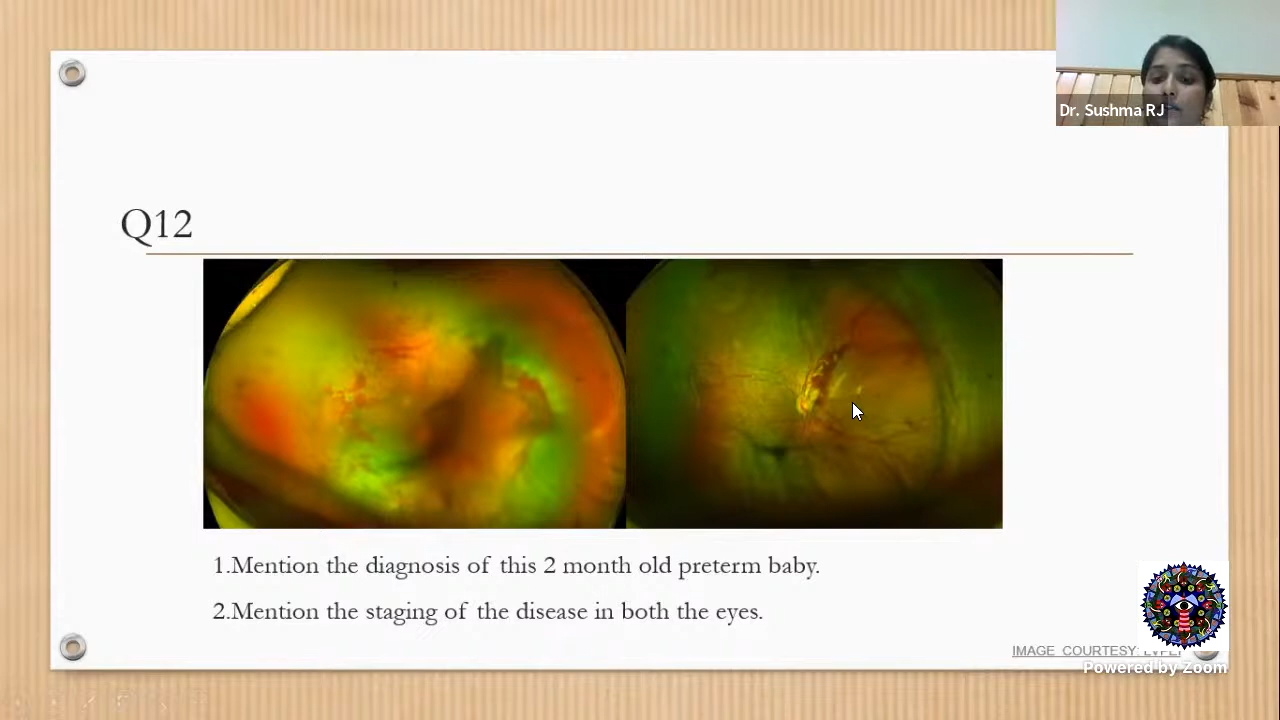 Dr. Sushma RJ
Q12
1.Mention the diagnosis of this 2 month old preterm baby.
2.Mention the staging of the disease in both the eyes.
IMAGE COURTESY:
Powered by Zoom